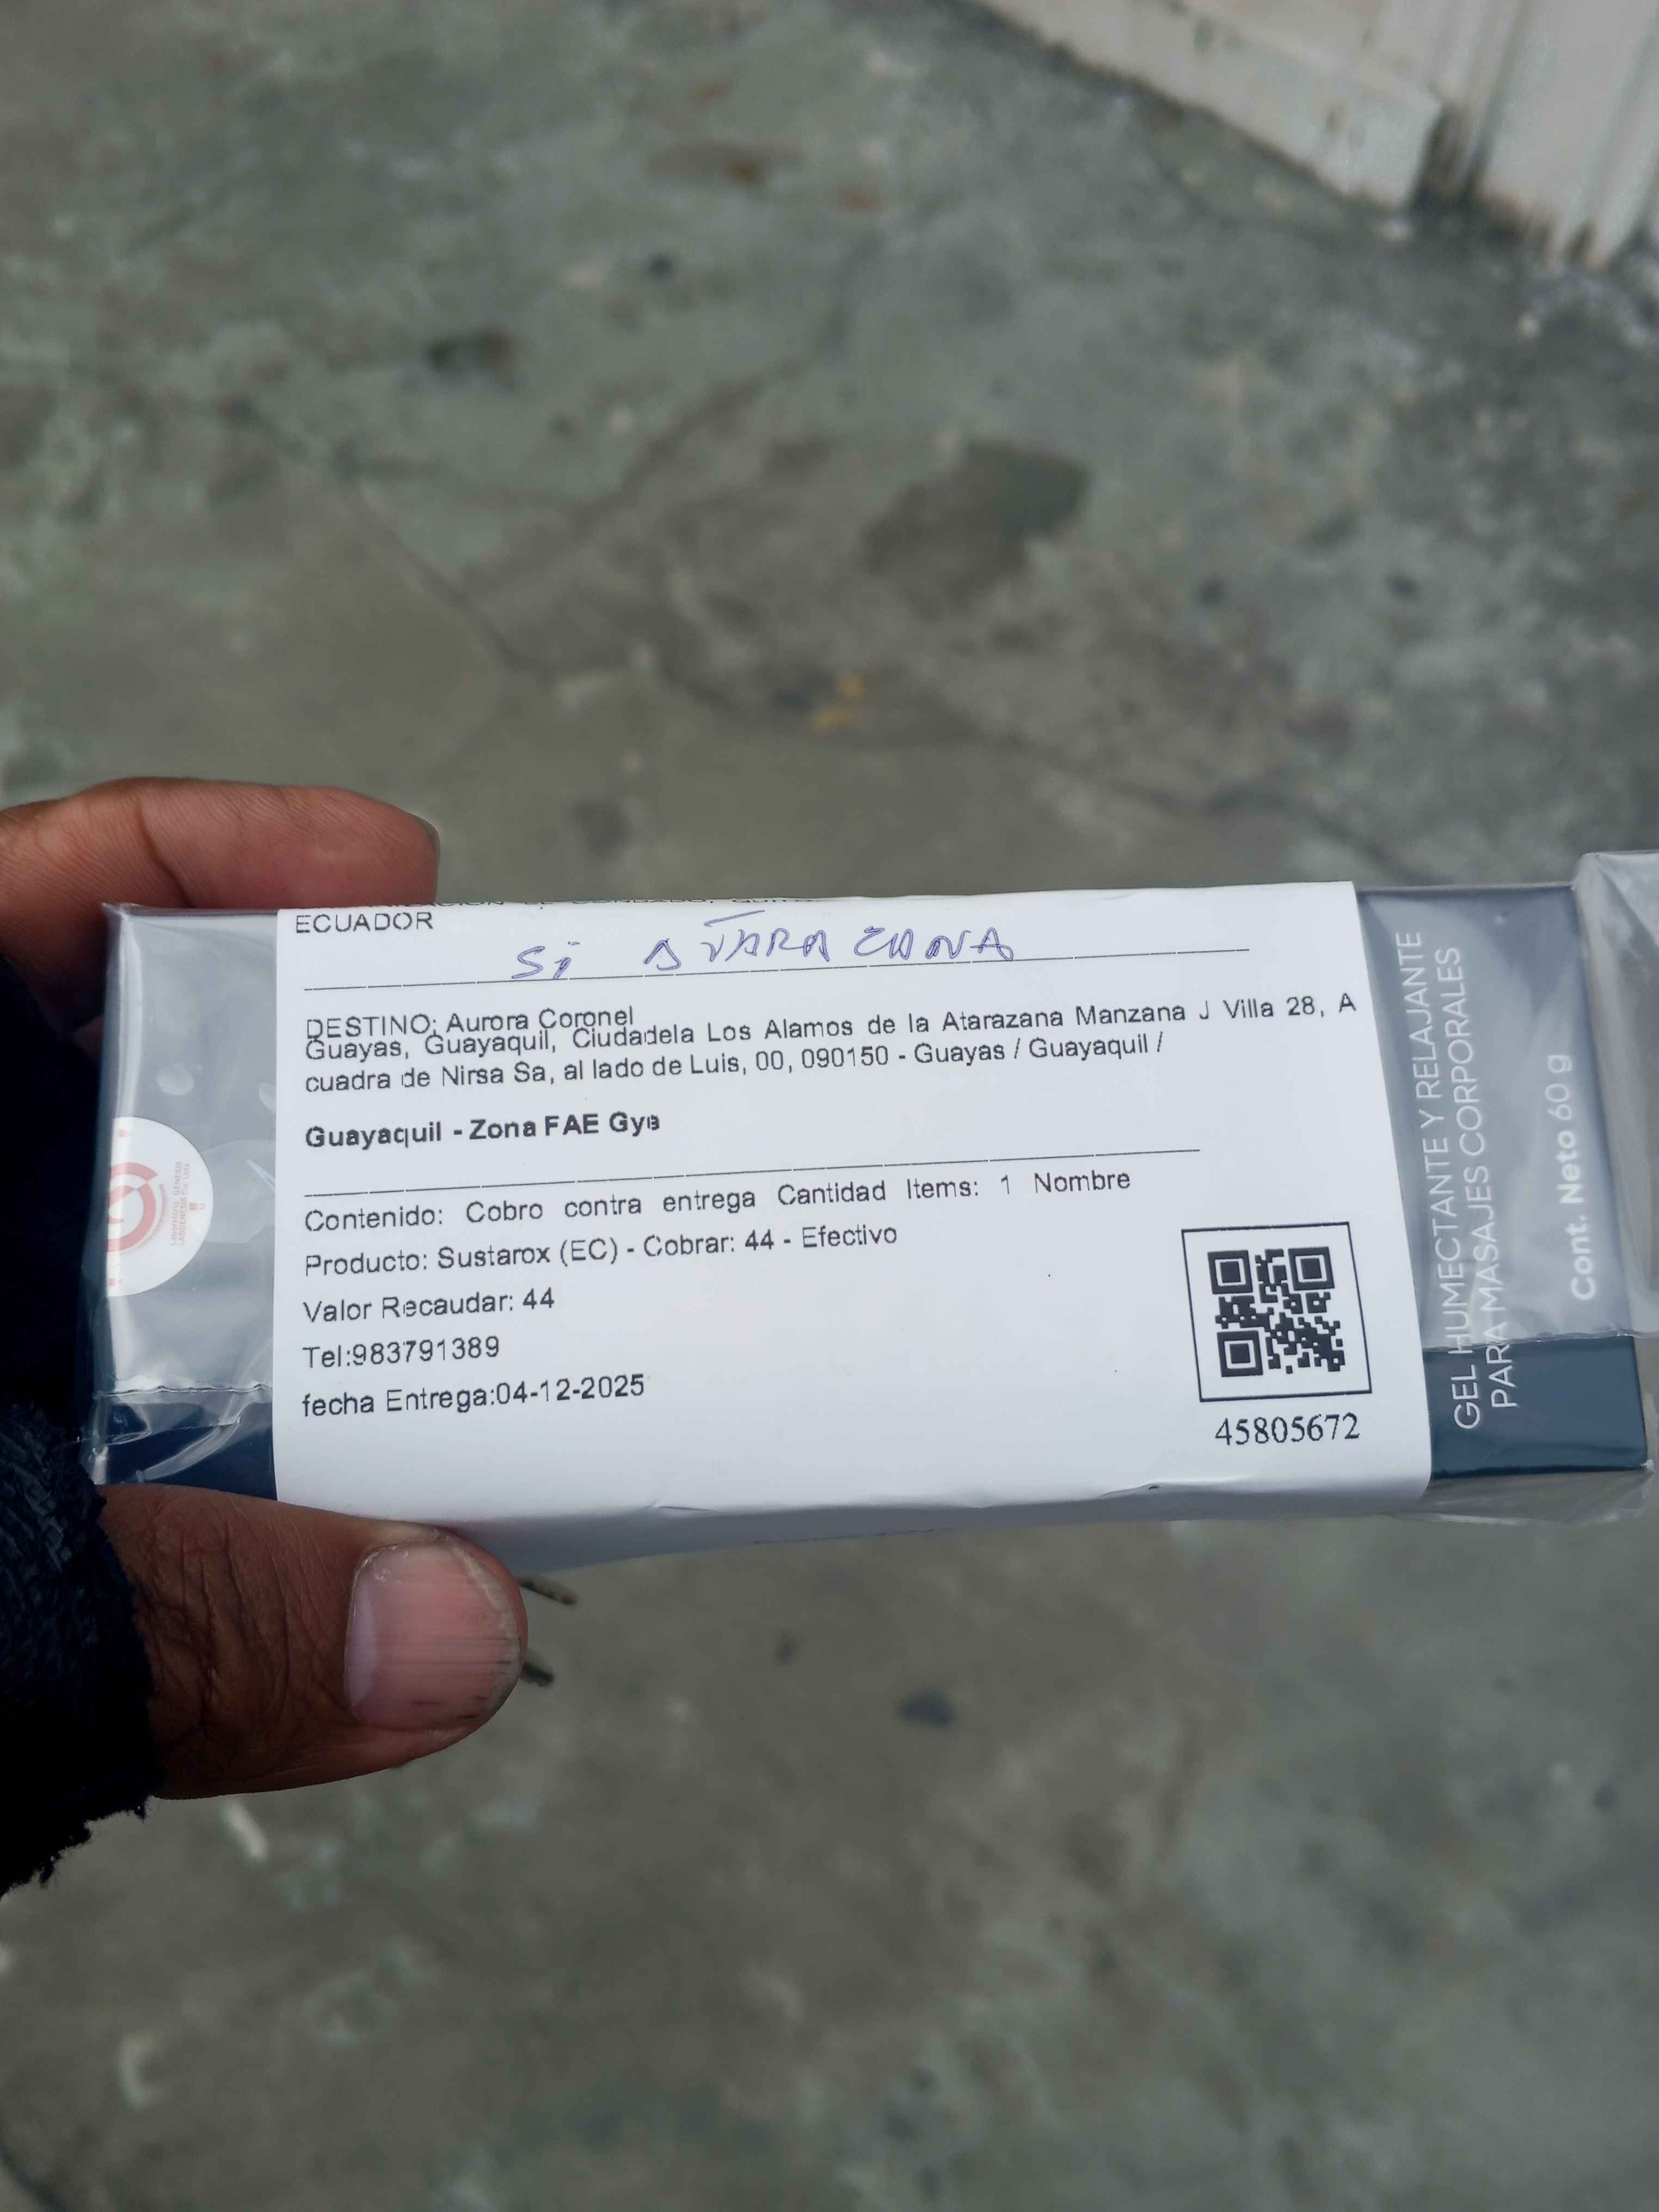 ECUADOR
Si ATARAZANA
DESTINO: Aurora Coronel
Guayas, Guayaquil, Ciudadela Los Alamos de la Atarazana Manzana J Villa 28, A
cuadra de Nirsa Sa, al lado de Luis, 00, 090150 - Guayas / Guayaquil /
Guayaquil - Zona FAE Gye
Contenido: Cobro contra entrega Cantidad Items: 1 Nombre
Producto: Sustarox (EC) - Cobrar: 44 - Efectivo
Valor Recaudar: 44
Tel:983791389
fecha Entrega:04-12-2025
45805672
GEL HUMECTANTE Y RELAJANTE
PARA MASAJES CORPORALES
Cont. Neto 60 g